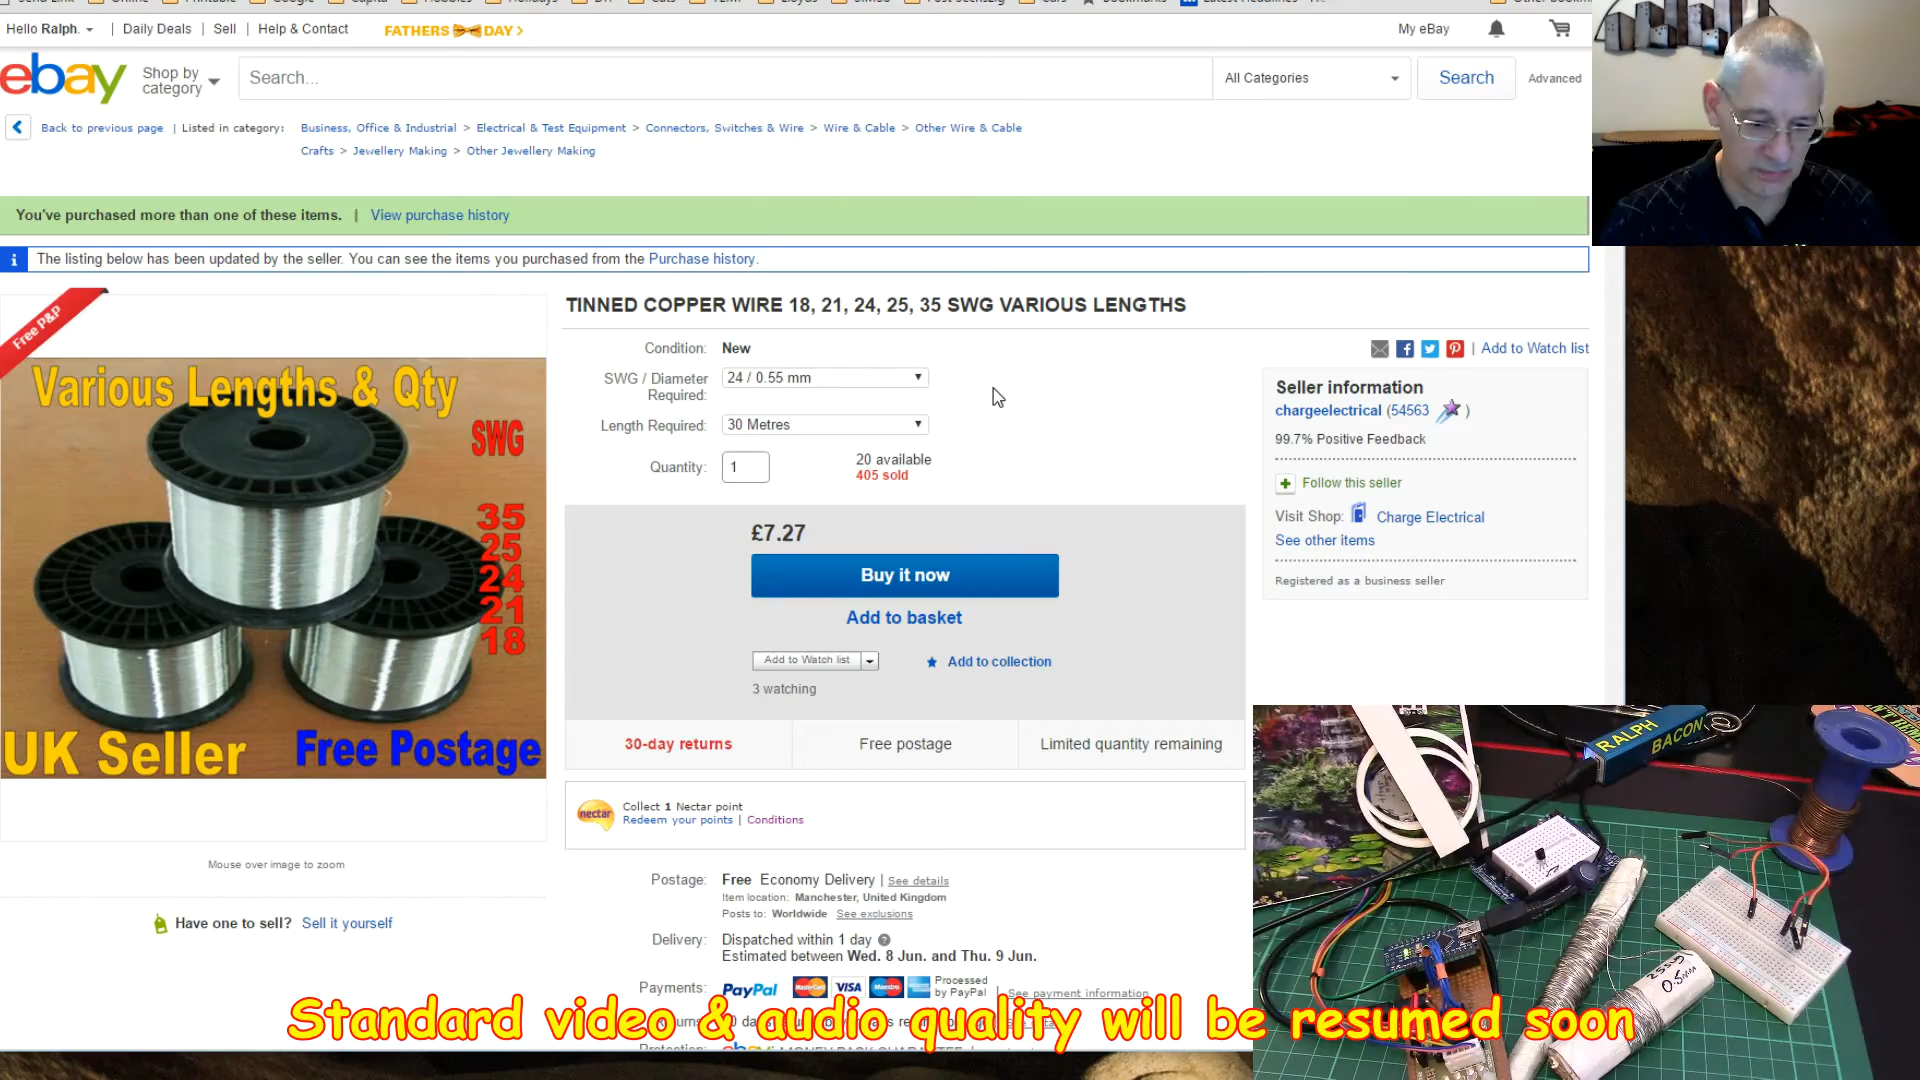 Hello Ralph. Daily Deals | Sell | Help & Contact FATHERS DAY > My eBay
ebay Shop by category Search... All Categories Search Advanced
Back to previous page | Listed in category: Business, Office & Industrial > Electrical & Test Equipment > Connectors, Switches & Wire > Wire & Cable > Other Wire & Cable
Crafts > Jewellery Making > Other Jewellery Making
You've purchased more than one of these items. | View purchase history
i The listing below has been updated by the seller. You can see the items you purchased from the Purchase history.
Free P&P
Various Lengths & Qty
SWG
35
25
24
21
18
UK Seller Free Postage
Mouse over image to zoom
Have one to sell? Sell it yourself
TINNED COPPER WIRE 18, 21, 24, 25, 35 SWG VARIOUS LENGTHS
Condition: New
SWG / Diameter Required: 24 / 0.55 mm
Length Required: 30 Metres
Quantity: 1 20 available
405 sold
£7.27
Buy it now
Add to basket
Add to Watch list Add to collection
3 watching
30-day returns Free postage Limited quantity remaining
nectar Collect 1 Nectar point
Redeem your points | Conditions
Postage: Free Economy Delivery | See details
Item location: Manchester, United Kingdom
Posts to: Worldwide See exclusions
Delivery: Dispatched within 1 day
Estimated between Wed. 8 Jun. and Thu. 9 Jun.
Payments: PayPal MasterCard VISA Maestro Processed by PayPal | See payment information
| Add to Watch list
Seller information
chargeelectrical (54563 )
99.7% Positive Feedback
Follow this seller
Visit Shop: Charge Electrical
See other items
Registered as a business seller
RALPH BACON
0.5mm
Standard video & audio quality will be resumed soon